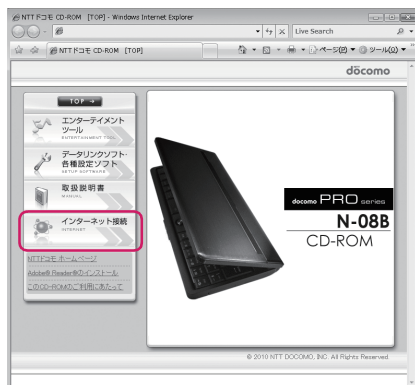 NTTドコモ CD-ROM [TOP] - Windows Internet Explorer
Live Search
NTTドコモ CD-ROM [TOP]
ページ(P) ツール(O)
döcomo
TOP →
エンターテイメント
ツール
ENTERTAINMENT TOOL
データリンクソフト・
各種設定ソフト
SETUP SOFTWARE
取扱説明書
MANUAL
インターネット接続
INTERNET
NTTドコモ ホームページ
Adobe® Reader®のインストール
このCD-ROMのご利用にあたって
docomo PRO series
N-08B
CD-ROM
© 2010 NTT DOCOMO, INC. All Rights Reserved.